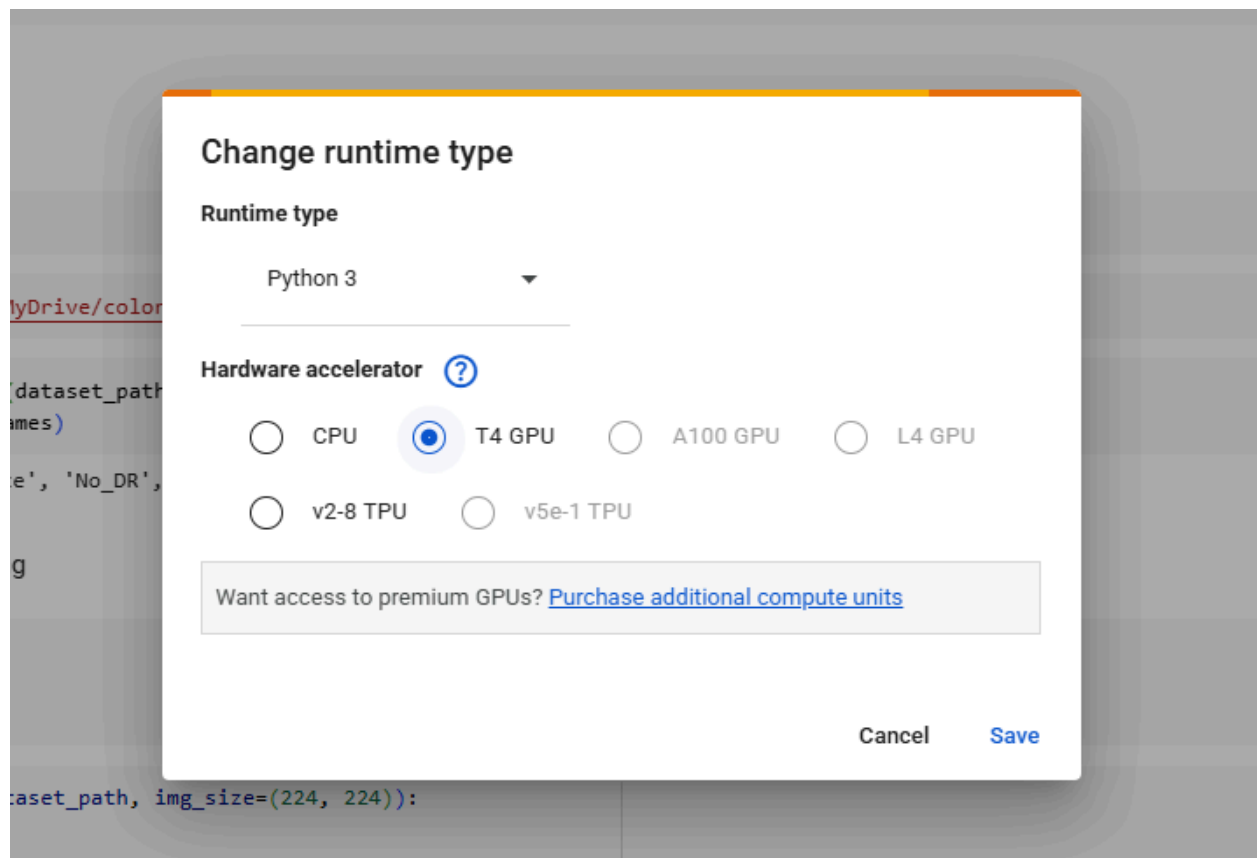 Change runtime type
Runtime type
Python 3
MyDrive/color
Hardware accelerator ?
(dataset_path
ames)
CPU T4 GPU A100 GPU L4 GPU
e', 'No_DR',
v2-8 TPU v5e-1 TPU
g
Want access to premium GPUs? Purchase additional compute units
Cancel Save
taset_path, img_size=(224, 224)):